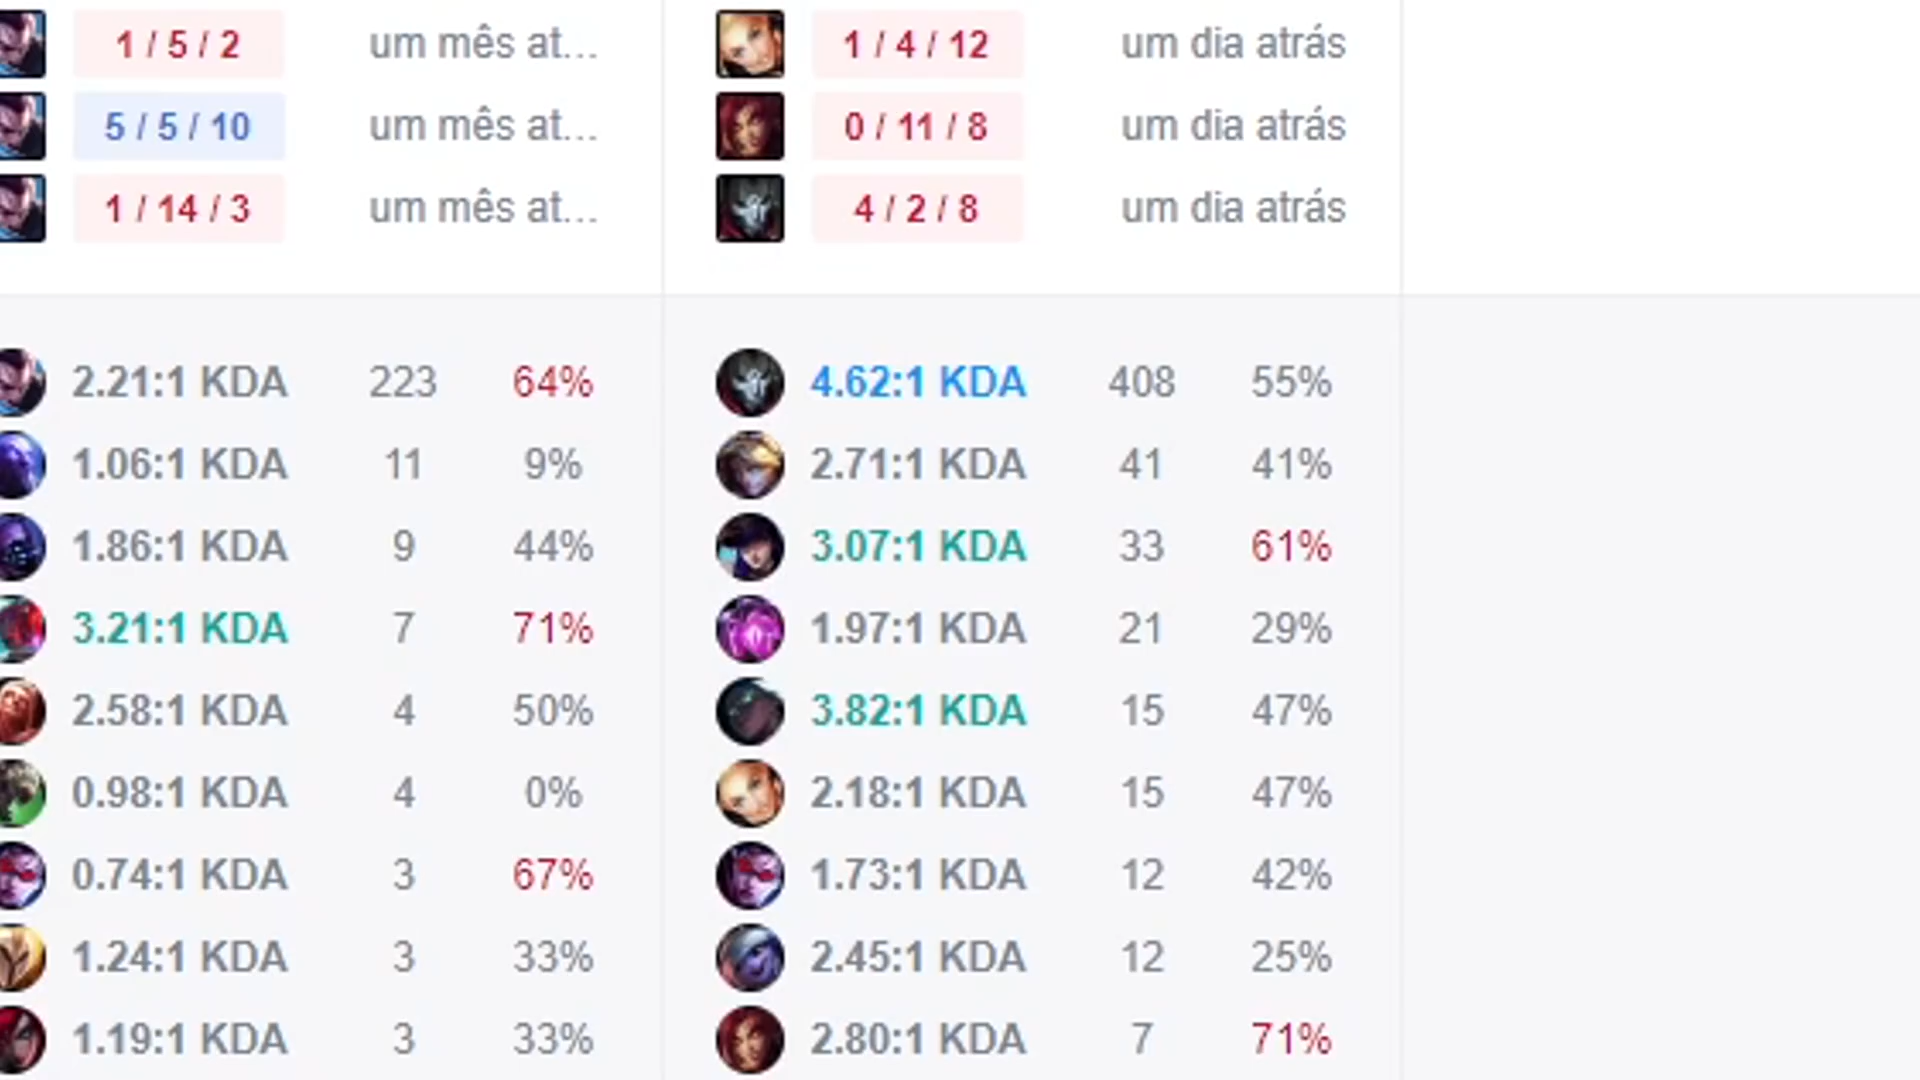 1 / 5 / 2 um mês at...
5 / 5 / 10 um mês at...
1 / 14 / 3 um mês at...
1 / 4 / 12 um dia atrás
0 / 11 / 8 um dia atrás
4 / 2 / 8 um dia atrás
2.21:1 KDA 223 64%
1.06:1 KDA 11 9%
1.86:1 KDA 9 44%
3.21:1 KDA 7 71%
2.58:1 KDA 4 50%
0.98:1 KDA 4 0%
0.74:1 KDA 3 67%
1.24:1 KDA 3 33%
1.19:1 KDA 3 33%
4.62:1 KDA 408 55%
2.71:1 KDA 41 41%
3.07:1 KDA 33 61%
1.97:1 KDA 21 29%
3.82:1 KDA 15 47%
2.18:1 KDA 15 47%
1.73:1 KDA 12 42%
2.45:1 KDA 12 25%
2.80:1 KDA 7 71%